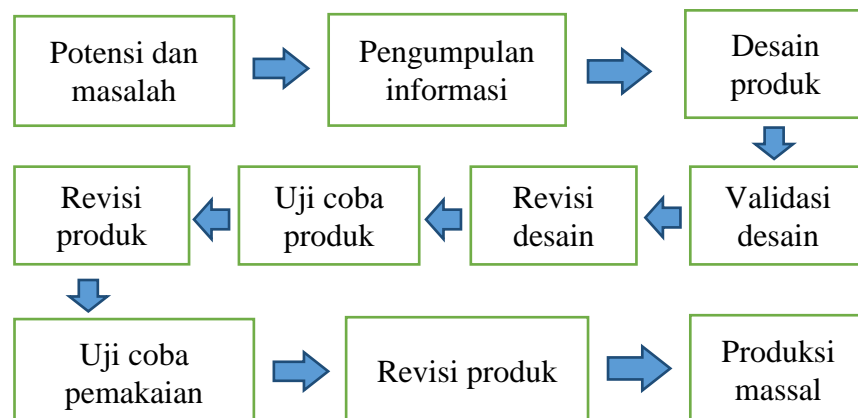 Potensi dan
masalah
Pengumpulan
informasi
Desain
produk
Validasi
desain
Revisi
desain
Uji coba
produk
Revisi
produk
Uji coba
pemakaian
Revisi produk
Produksi
massal